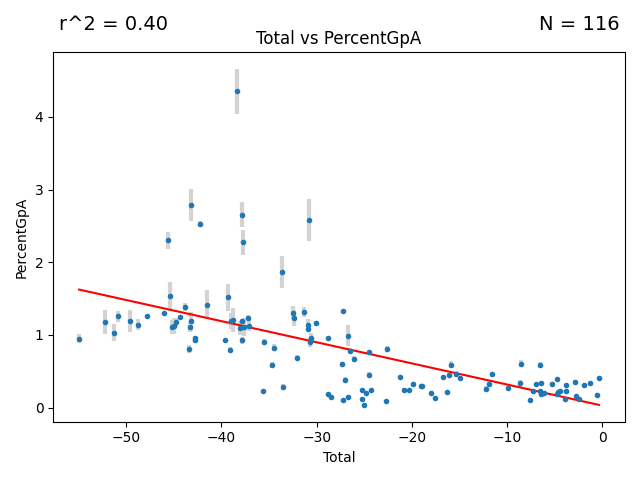 r^2 = 0.40
N = 116
Total vs PercentGpA
PercentGpA
4
3
2
1
0
−50
−40
−30
−20
−10
0
Total